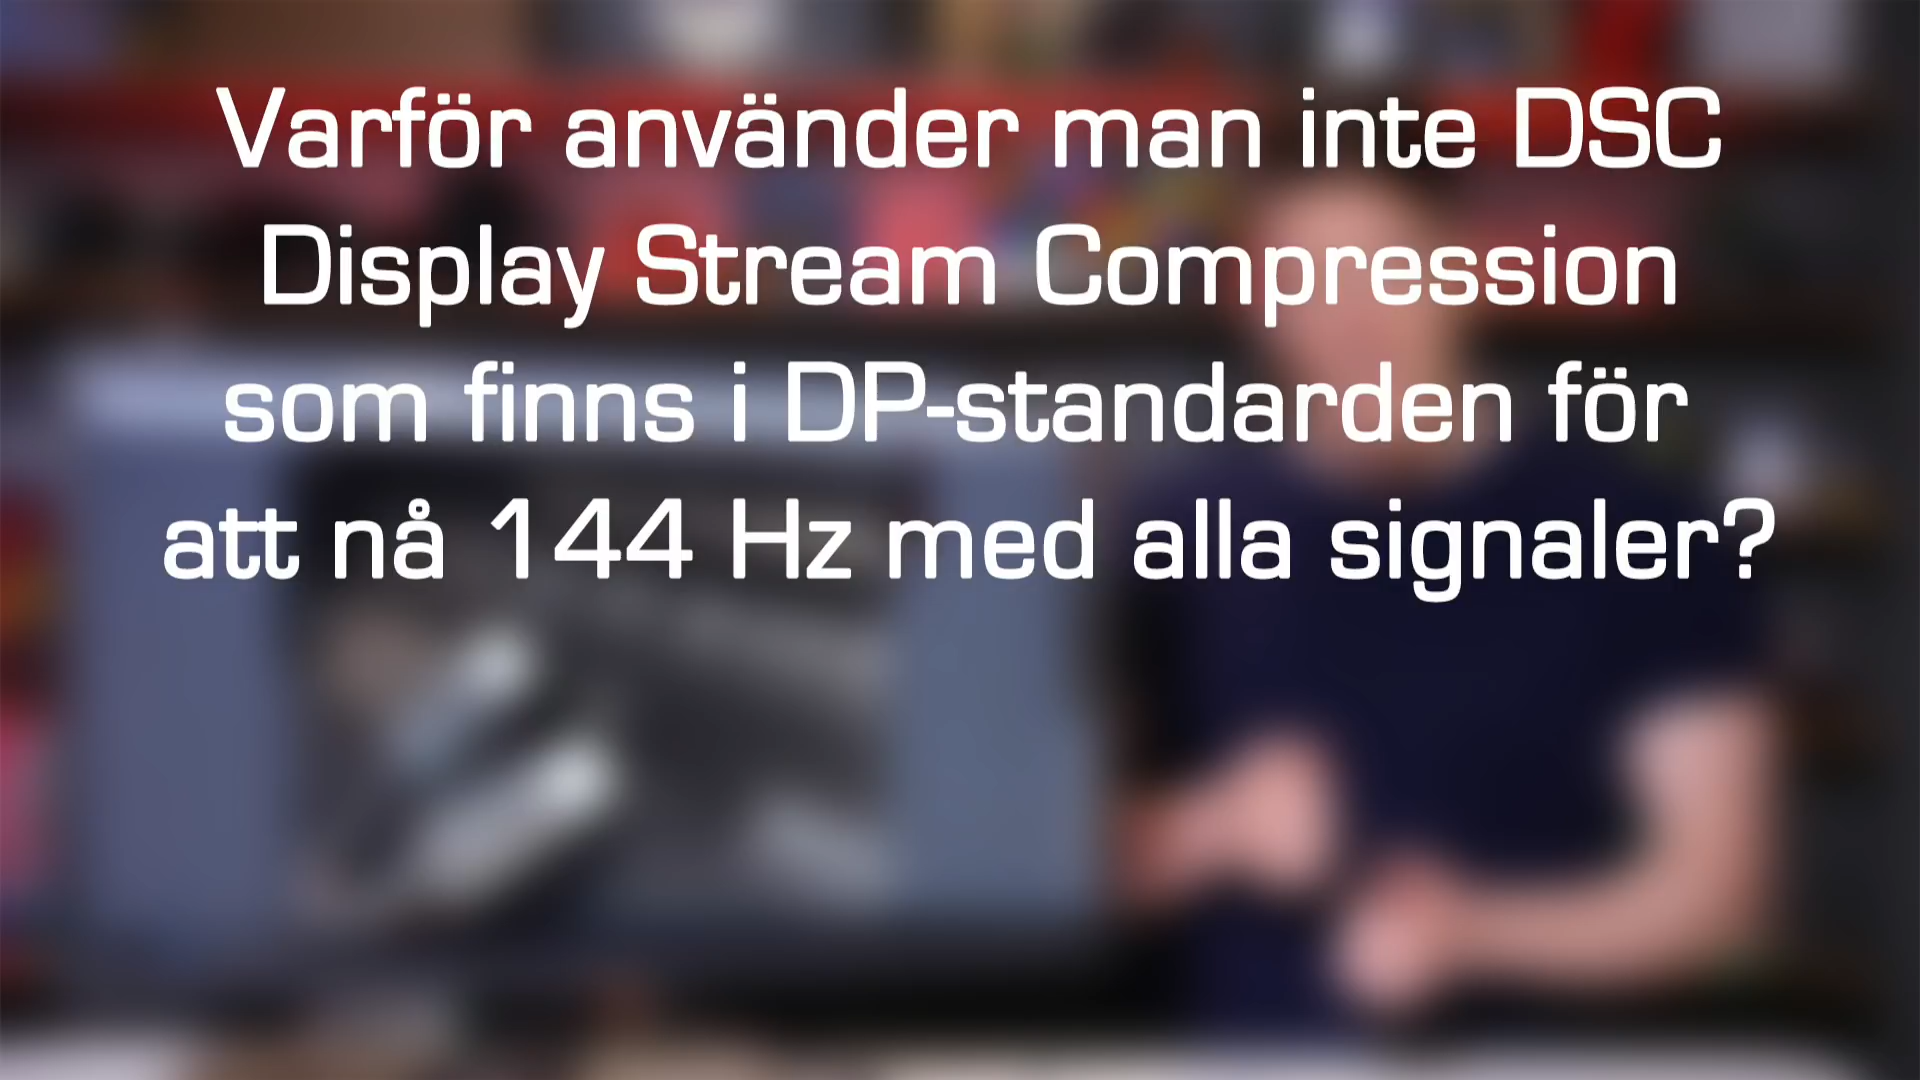 Varför använder man inte DSC
Display Stream Compression
som finns i DP-standarden för
att nå 144 Hz med alla signaler?